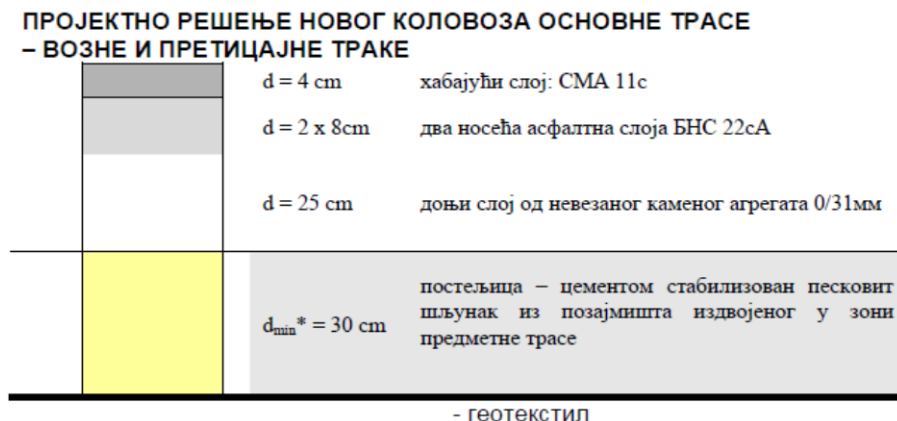 ПРОЈЕКТНО РЕШЕЊЕ НОВОГ КОЛОВОЗА ОСНОВНЕ ТРАСЕ
– ВОЗНЕ И ПРЕТИЦАЈНЕ ТРАКЕ
d = 4 cm хабајући слој: СМА 11с
d = 2 x 8cm два носећа асфалтна слоја БНС 22сА
d = 25 cm доњи слој од невезаног каменог агрегата 0/31мм
постељица – цементом стабилизован песковит
dmin* = 30 cm шљунак из позајмишта издвојеног у зони
предметне трасе
- геотекстил